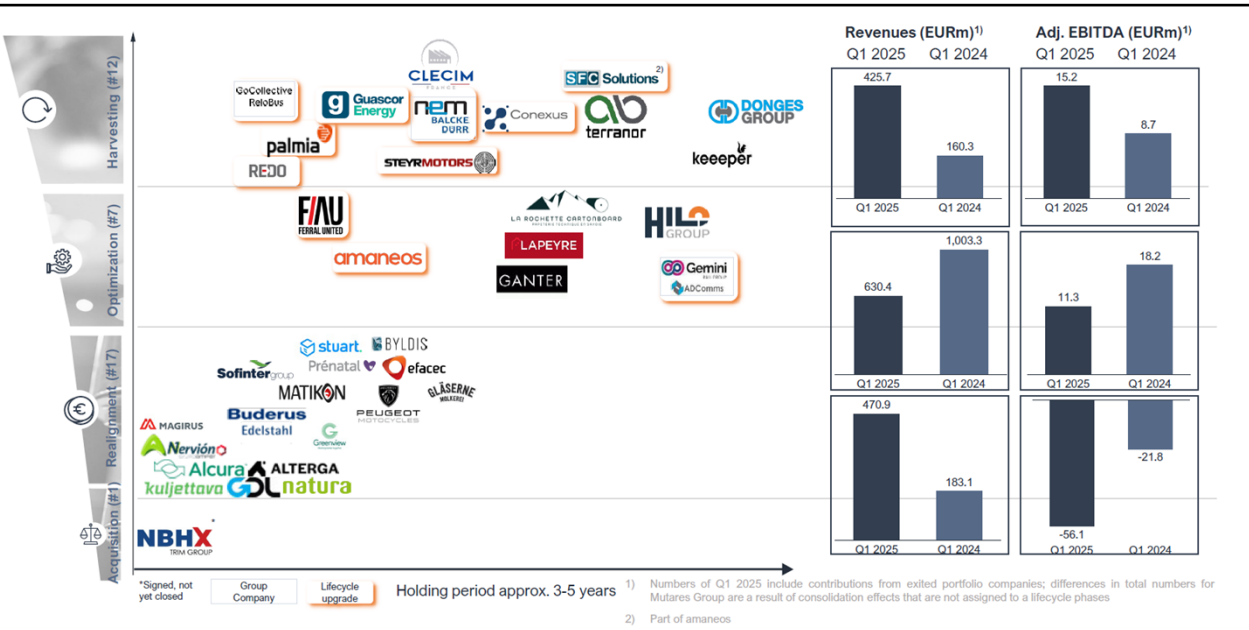 Revenues (EURm)1)
Adj. EBITDA (EURm)1)
Q1 2025 Q1 2024
Q1 2025 Q1 2024
Harvesting (#12)
CLECIM
FRANCE
SFC Solutions 2)
GoCollective
ReloBus
g Guascor
Energy
nem
BALCKE
DÜRR
Conexus
terranor
DONGES
GROUP
palmia
STEYRMOTORS
keeeper
REDO
425.7
160.3
Q1 2025 Q1 2024
15.2
8.7
Q1 2025 Q1 2024
Optimization (#7)
F/AU
FERRAL UNITED
LA ROCHETTE CARTONBOARD
HILO
GROUP
LAPEYRE
amaneos
GANTER
Gemini
RAIL GROUP
ADComms
630.4
1,003.3
Q1 2025 Q1 2024
11.3
18.2
Q1 2025 Q1 2024
Realignment (#17)
stuart.
BYLDIS
Sofinter group
Prénatal
efacec
MATIKON
PEUGEOT
MOTOCYCLES
GLÄSERNE
MOLKEREI
MAGIRUS
Buderus
Edelstahl
Greenview
Nervión
Alcura
ALTERGA
kuljettava
GDL
natura
470.9
183.1
Q1 2025 Q1 2024
-21.8
-56.1
Q1 2025 Q1 2024
Acquisition (#1)
NBHX*
TRIM GROUP
*Signed, not
yet closed
Group
Company
Lifecycle
upgrade
Holding period approx. 3-5 years
1) Numbers of Q1 2025 include contributions from exited portfolio companies; differences in total numbers for
Mutares Group are a result of consolidation effects that are not assigned to a lifecycle phases
2) Part of amaneos